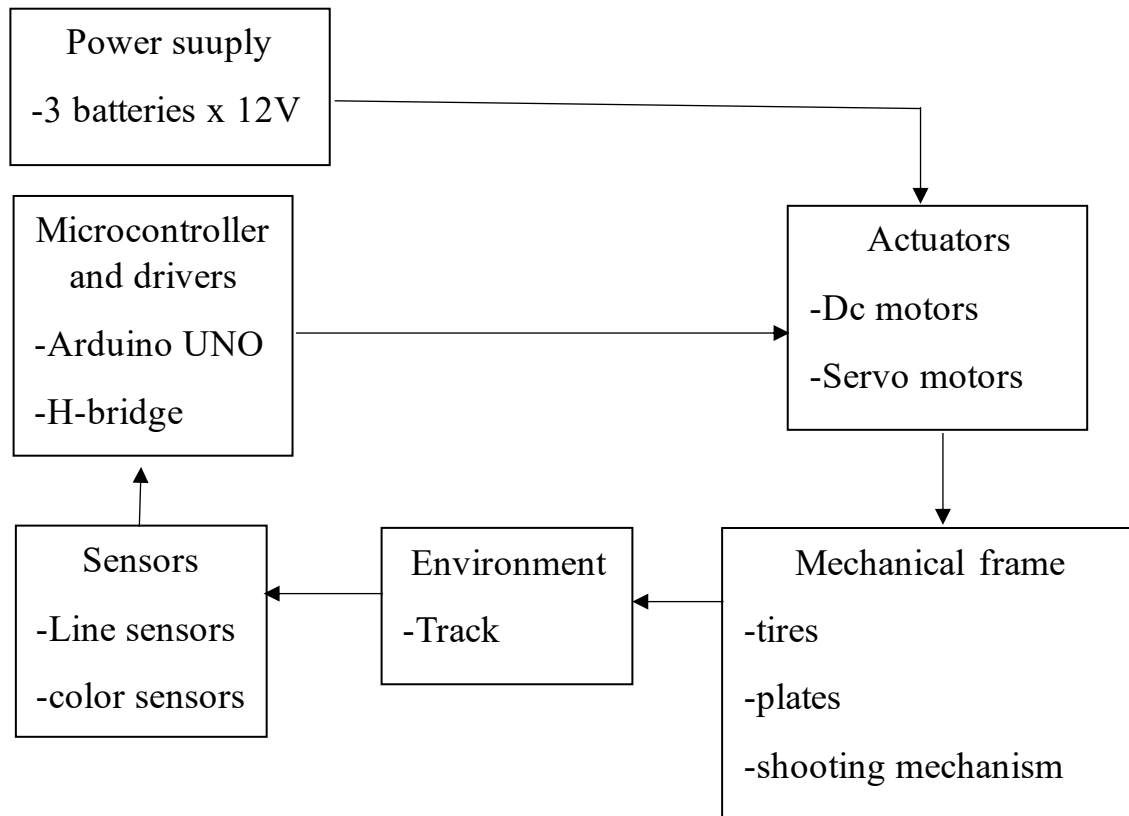 Power suuply
-3 batteries x 12V
Microcontroller
and drivers
-Arduino UNO
-H-bridge
Actuators
-Dc motors
-Servo motors
Sensors
-Line sensors
-color sensors
Environment
-Track
Mechanical frame
-tires
-plates
-shooting mechanism